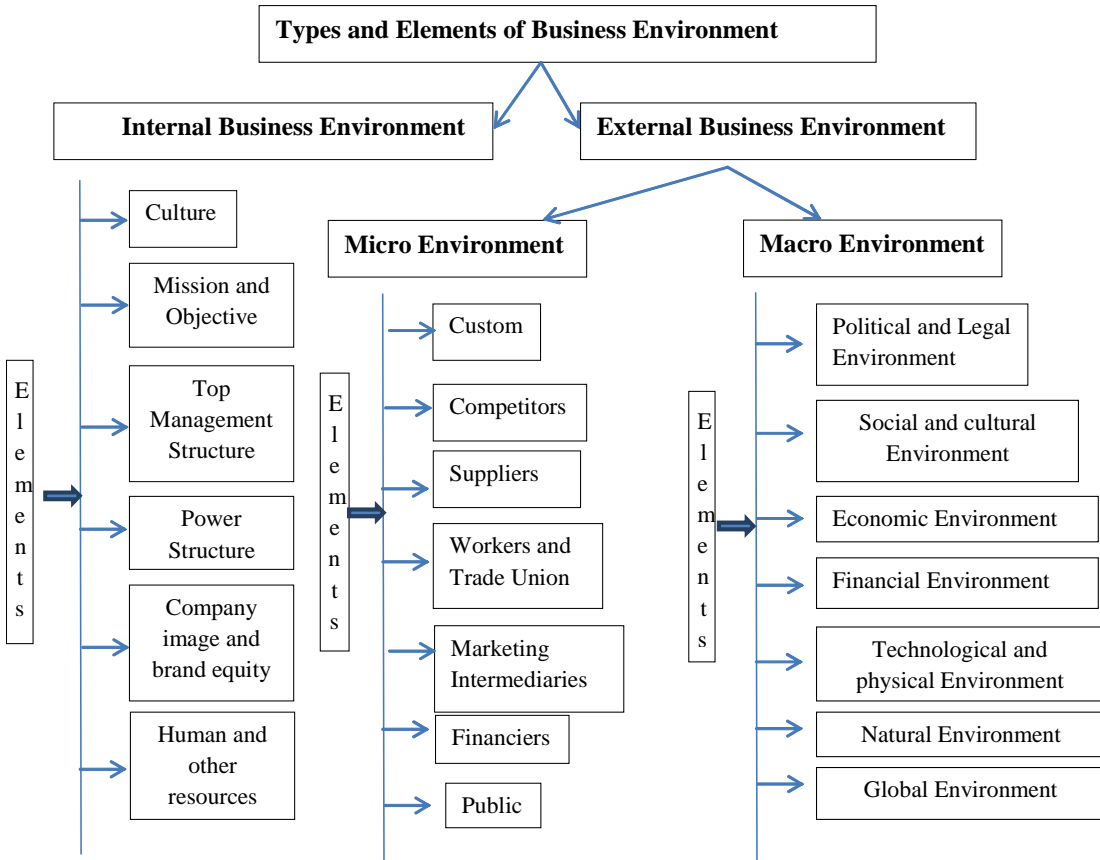 Types and Elements of Business Environment
Internal Business Environment
External Business Environment
Culture
Mission and
Objective
Top
Management
Structure
Power
Structure
Company
image and
brand equity
Human and
other
resources
Elements
Micro Environment
Custom
Competitors
Suppliers
Workers and
Trade Union
Marketing
Intermediaries
Financiers
Public
Elements
Macro Environment
Political and Legal
Environment
Social and cultural
Environment
Economic Environment
Financial Environment
Technological and
physical Environment
Natural Environment
Global Environment
Elements